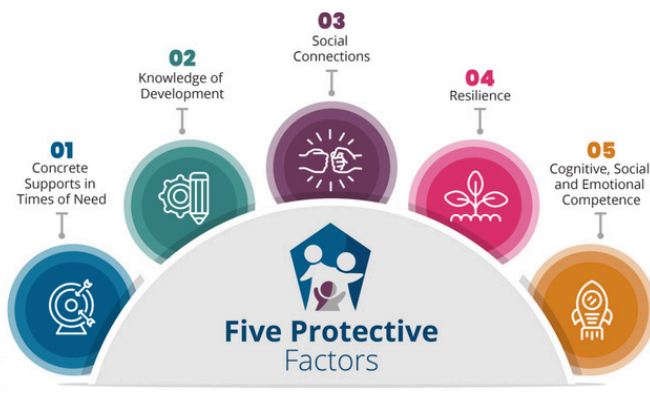 01
Concrete
Supports in
Times of Need
02
Knowledge of
Development
03
Social
Connections
04
Resilience
05
Cognitive, Social
and Emotional
Competence
Five Protective
Factors